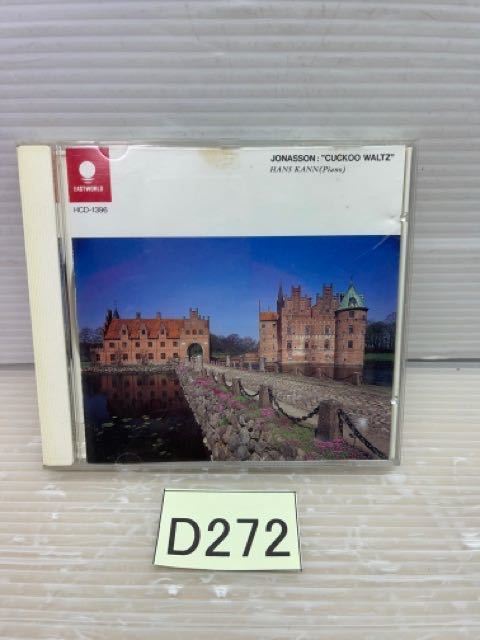 JONASSON: "CUCKOO WALTZ"
HANS KANN (Piano)
EASTWORLD
HCD-1396
D272